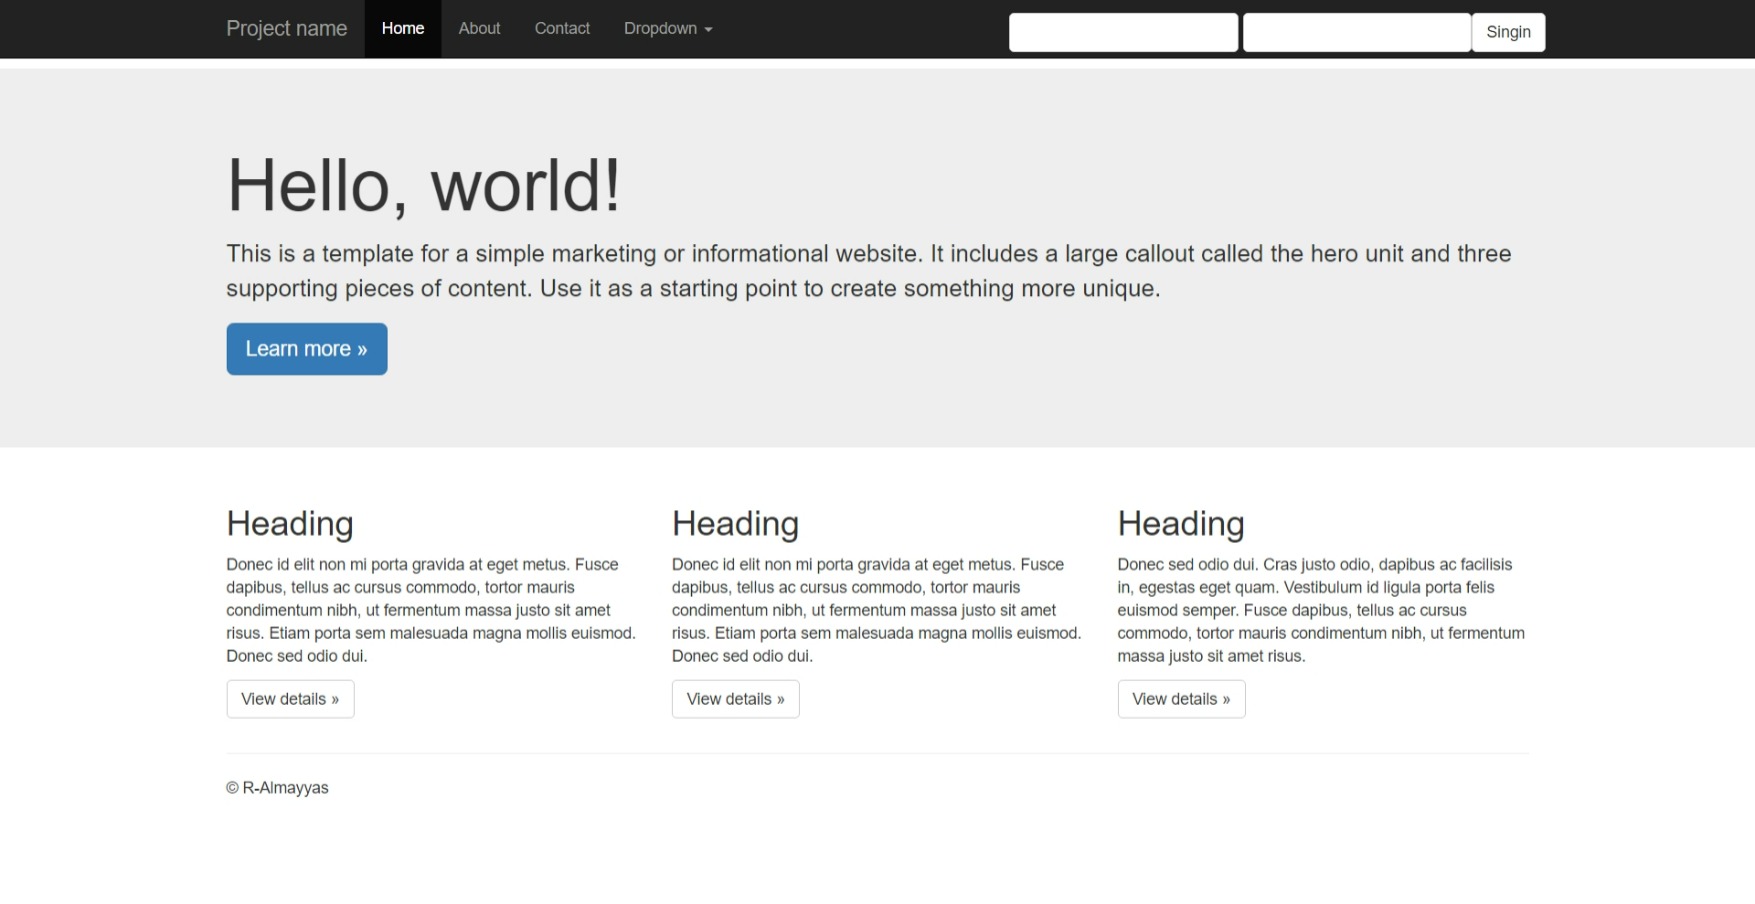 Project name Home About Contact Dropdown Singin
Hello, world!
This is a template for a simple marketing or informational website. It includes a large callout called the hero unit and three
supporting pieces of content. Use it as a starting point to create something more unique.
Learn more »
Heading
Donec id elit non mi porta gravida at eget metus. Fusce
dapibus, tellus ac cursus commodo, tortor mauris
condimentum nibh, ut fermentum massa justo sit amet
risus. Etiam porta sem malesuada magna mollis euismod.
Donec sed odio dui.
View details »
Heading
Donec id elit non mi porta gravida at eget metus. Fusce
dapibus, tellus ac cursus commodo, tortor mauris
condimentum nibh, ut fermentum massa justo sit amet
risus. Etiam porta sem malesuada magna mollis euismod.
Donec sed odio dui.
View details »
Heading
Donec sed odio dui. Cras justo odio, dapibus ac facilisis
in, egestas eget quam. Vestibulum id ligula porta felis
euismod semper. Fusce dapibus, tellus ac cursus
commodo, tortor mauris condimentum nibh, ut fermentum
massa justo sit amet risus.
View details »
© R-Almayyas